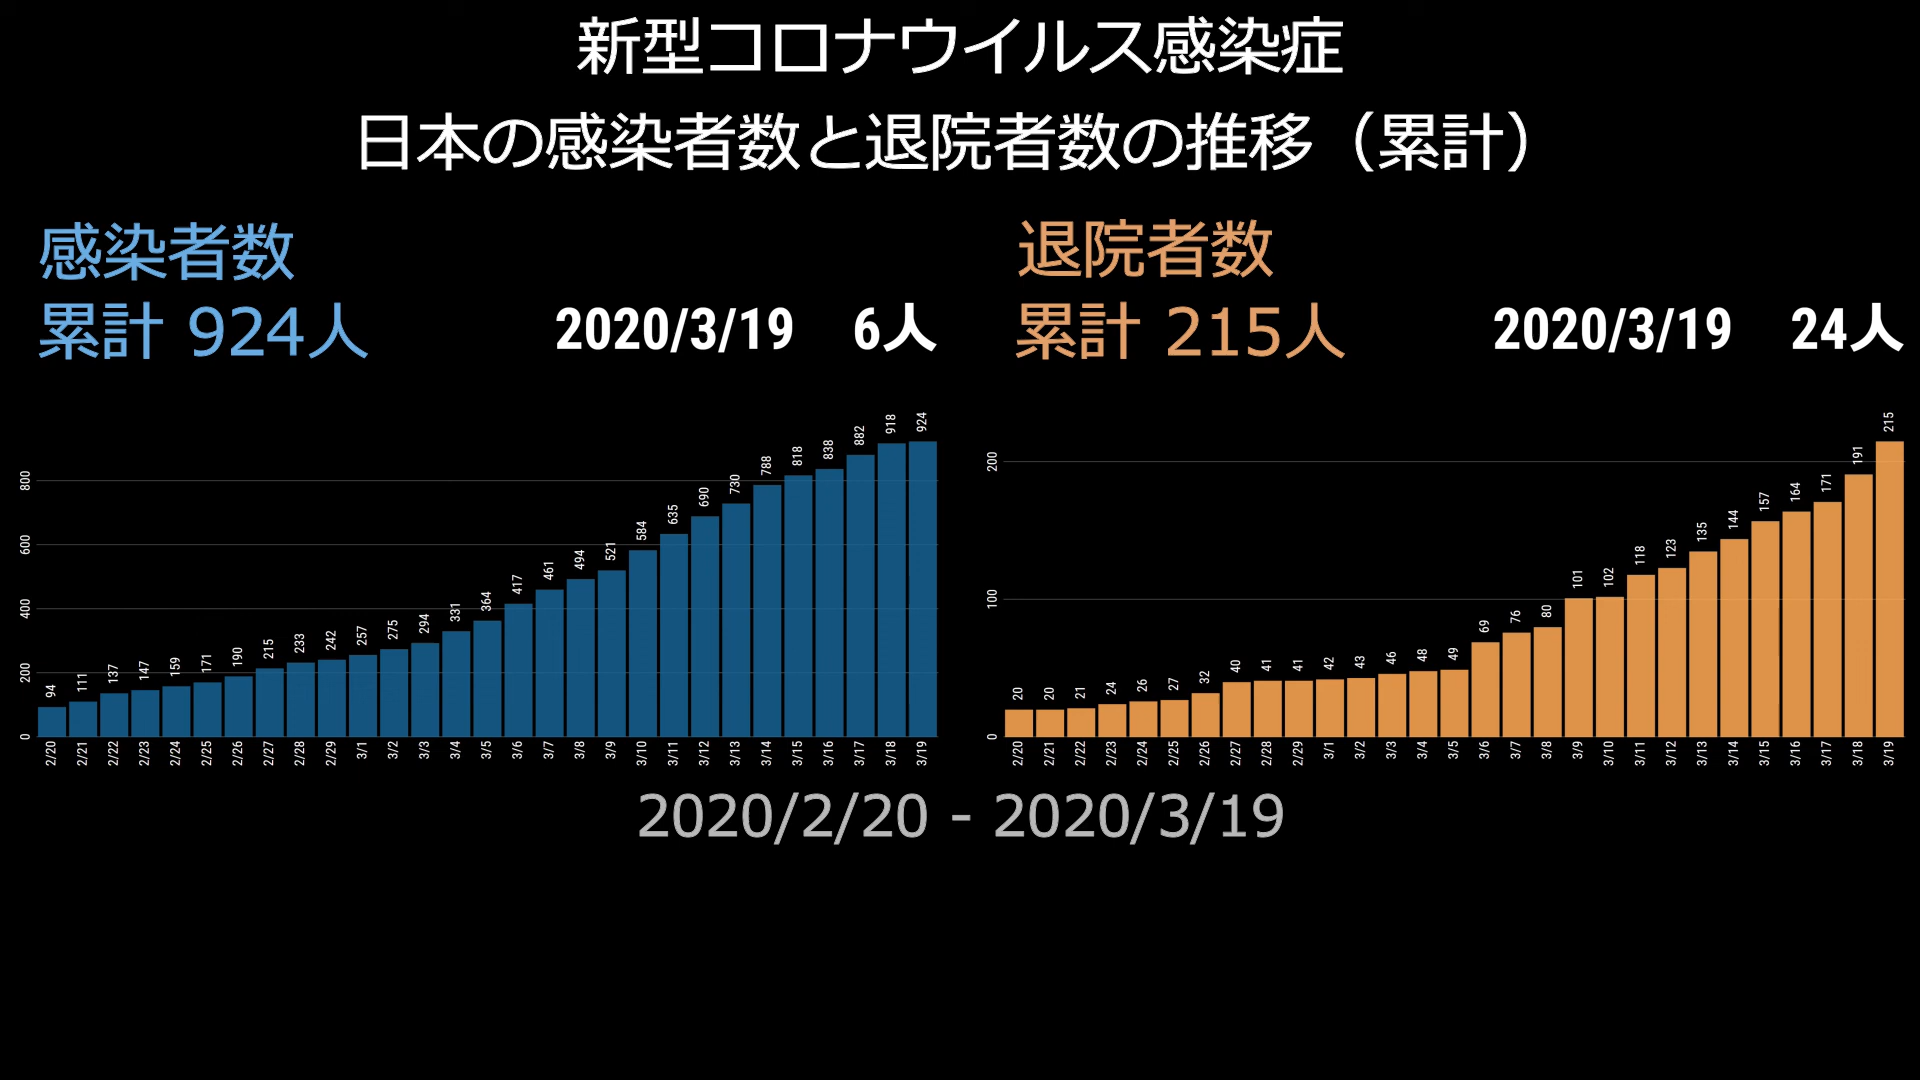 新型コロナウイルス感染症
日本の感染者数と退院者数の推移（累計）
感染者数
累計 924人
2020/3/19 6人
800
600
400
200
0
94 111 137 147 159 171 190 215 233 242 257 275 294 331 364 417 461 494 521 584 635 690 730 788 818 838 882 918 924
2/20 2/21 2/22 2/23 2/24 2/25 2/26 2/27 2/28 2/29 3/1 3/2 3/3 3/4 3/5 3/6 3/7 3/8 3/9 3/10 3/11 3/12 3/13 3/14 3/15 3/16 3/17 3/18 3/19
退院者数
累計 215人
2020/3/19 24人
200
100
0
20 20 21 24 26 27 32 40 41 41 42 43 46 48 49 69 76 80 101 102 118 123 135 144 157 164 171 191 215
2/20 2/21 2/22 2/23 2/24 2/25 2/26 2/27 2/28 2/29 3/1 3/2 3/3 3/4 3/5 3/6 3/7 3/8 3/9 3/10 3/11 3/12 3/13 3/14 3/15 3/16 3/17 3/18 3/19
2020/2/20 - 2020/3/19